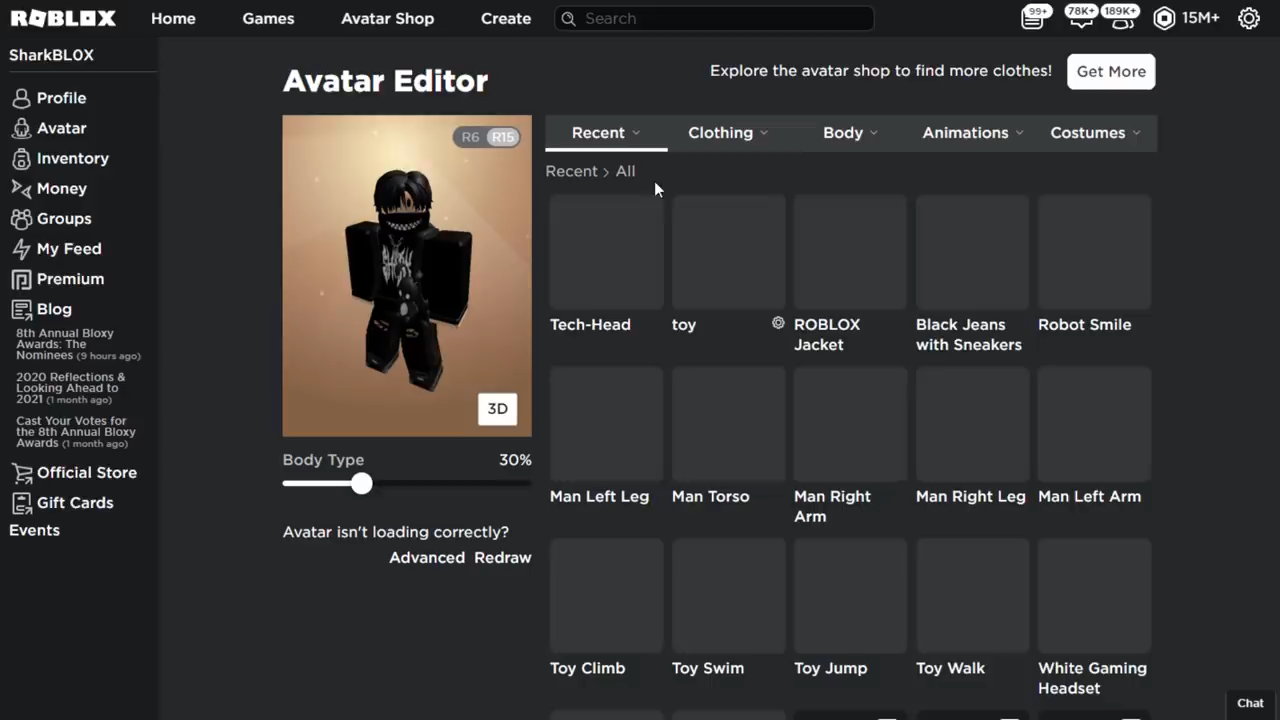 ROBLOX
Home
Games
Avatar Shop
Create
Search
99+
78K+
189K+
15M+
SharkBLOX
Profile
Avatar
Inventory
Money
Groups
My Feed
Premium
Blog
8th Annual Bloxy
Awards: The
Nominees (9 hours ago)
2020 Reflections &
Looking Ahead to
2021 (1 month ago)
Cast Your Votes for
the 8th Annual Bloxy
Awards (1 month ago)
Official Store
Gift Cards
Events
Avatar Editor
Explore the avatar shop to find more clothes!
Get More
R6 R15
3D
Body Type 30%
Avatar isn't loading correctly?
Advanced Redraw
Recent
Clothing
Body
Animations
Costumes
Recent > All
Tech-Head
toy
ROBLOX
Jacket
Black Jeans
with Sneakers
Robot Smile
Man Left Leg
Man Torso
Man Right
Arm
Man Right Leg
Man Left Arm
Toy Climb
Toy Swim
Toy Jump
Toy Walk
White Gaming
Headset
Chat